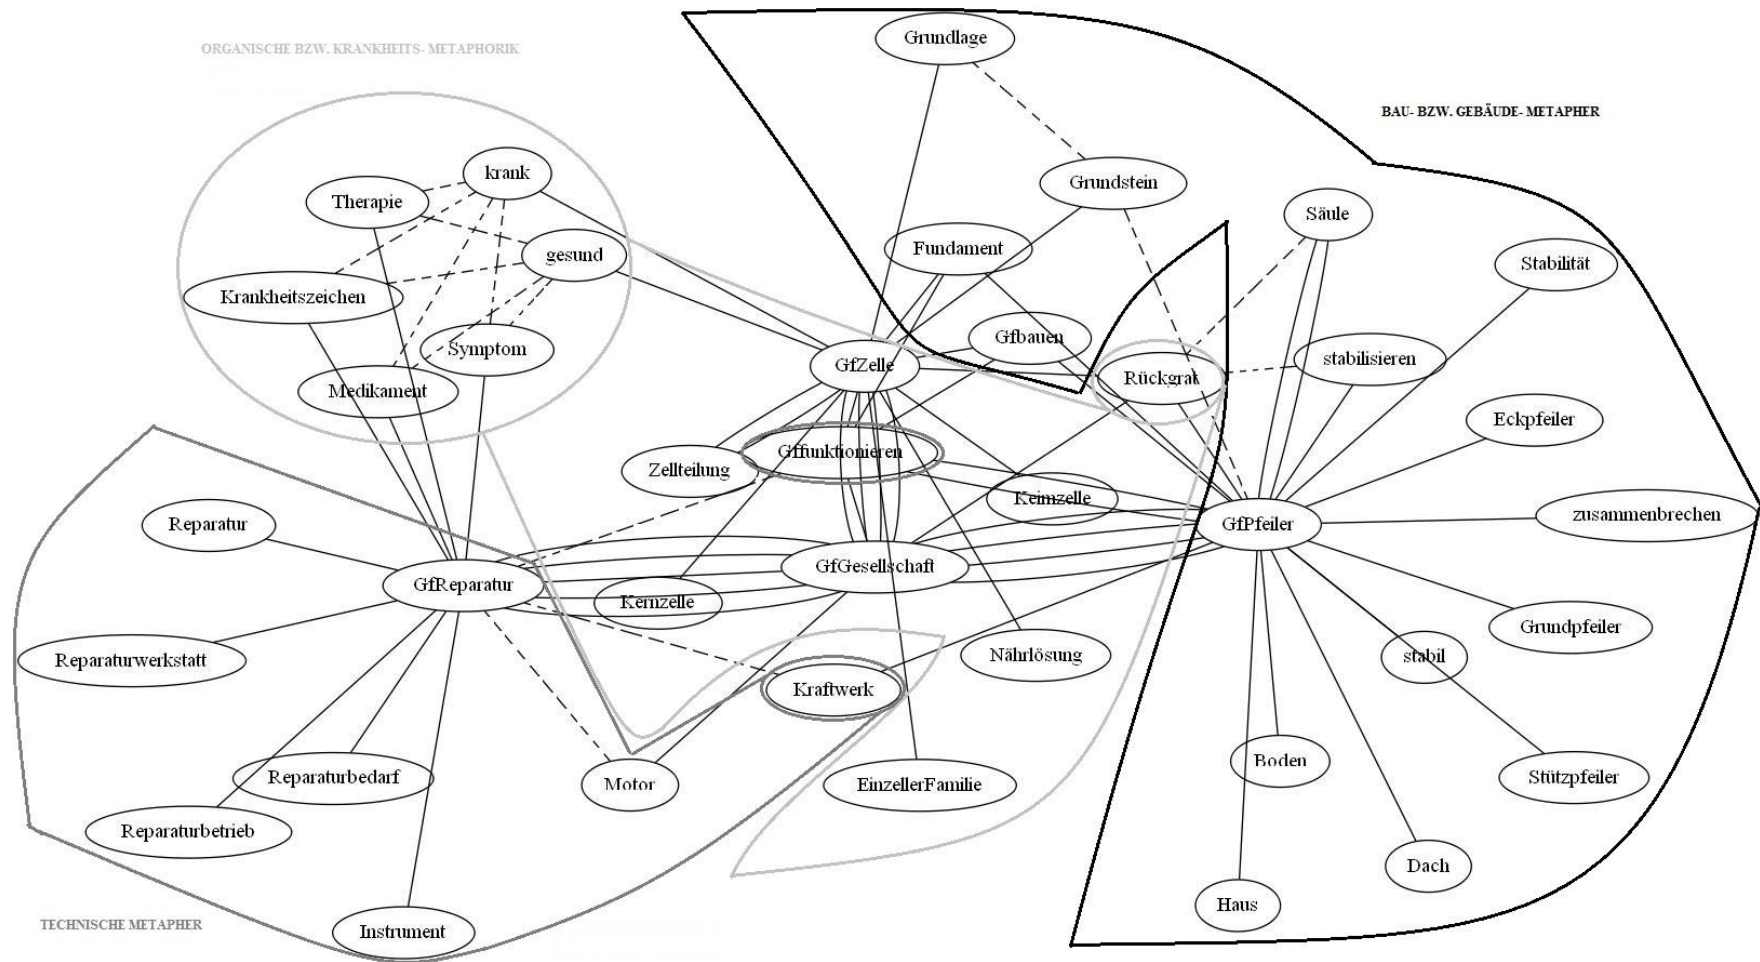 Grundlage
ORGANISCHE BZW. KRANKHEITS- METAPHORIK
BAU- BZW. GEBÄUDE- METAPHER
krank
Grundstein
Therapie
Säule
Fundament
gesund
Stabilität
Krankheitszeichen
Gfbauen
Symptom
stabilisieren
GfZelle
Rückgrat
Medikament
Eckpfeiler
Gffunktionieren
Zellteilung
Keimzelle
zusammenbrechen
Reparatur
GfPfeiler
GfGesellschaft
GfReparatur
Kernzelle
Grundpfeiler
Nährlösung
stabil
Reparaturwerkstatt
Kraftwerk
Boden
Reparaturbedarf
Stützpfeiler
Motor
EinzellerFamilie
Reparaturbetrieb
Dach
Haus
TECHNISCHE METAPHER
Instrument